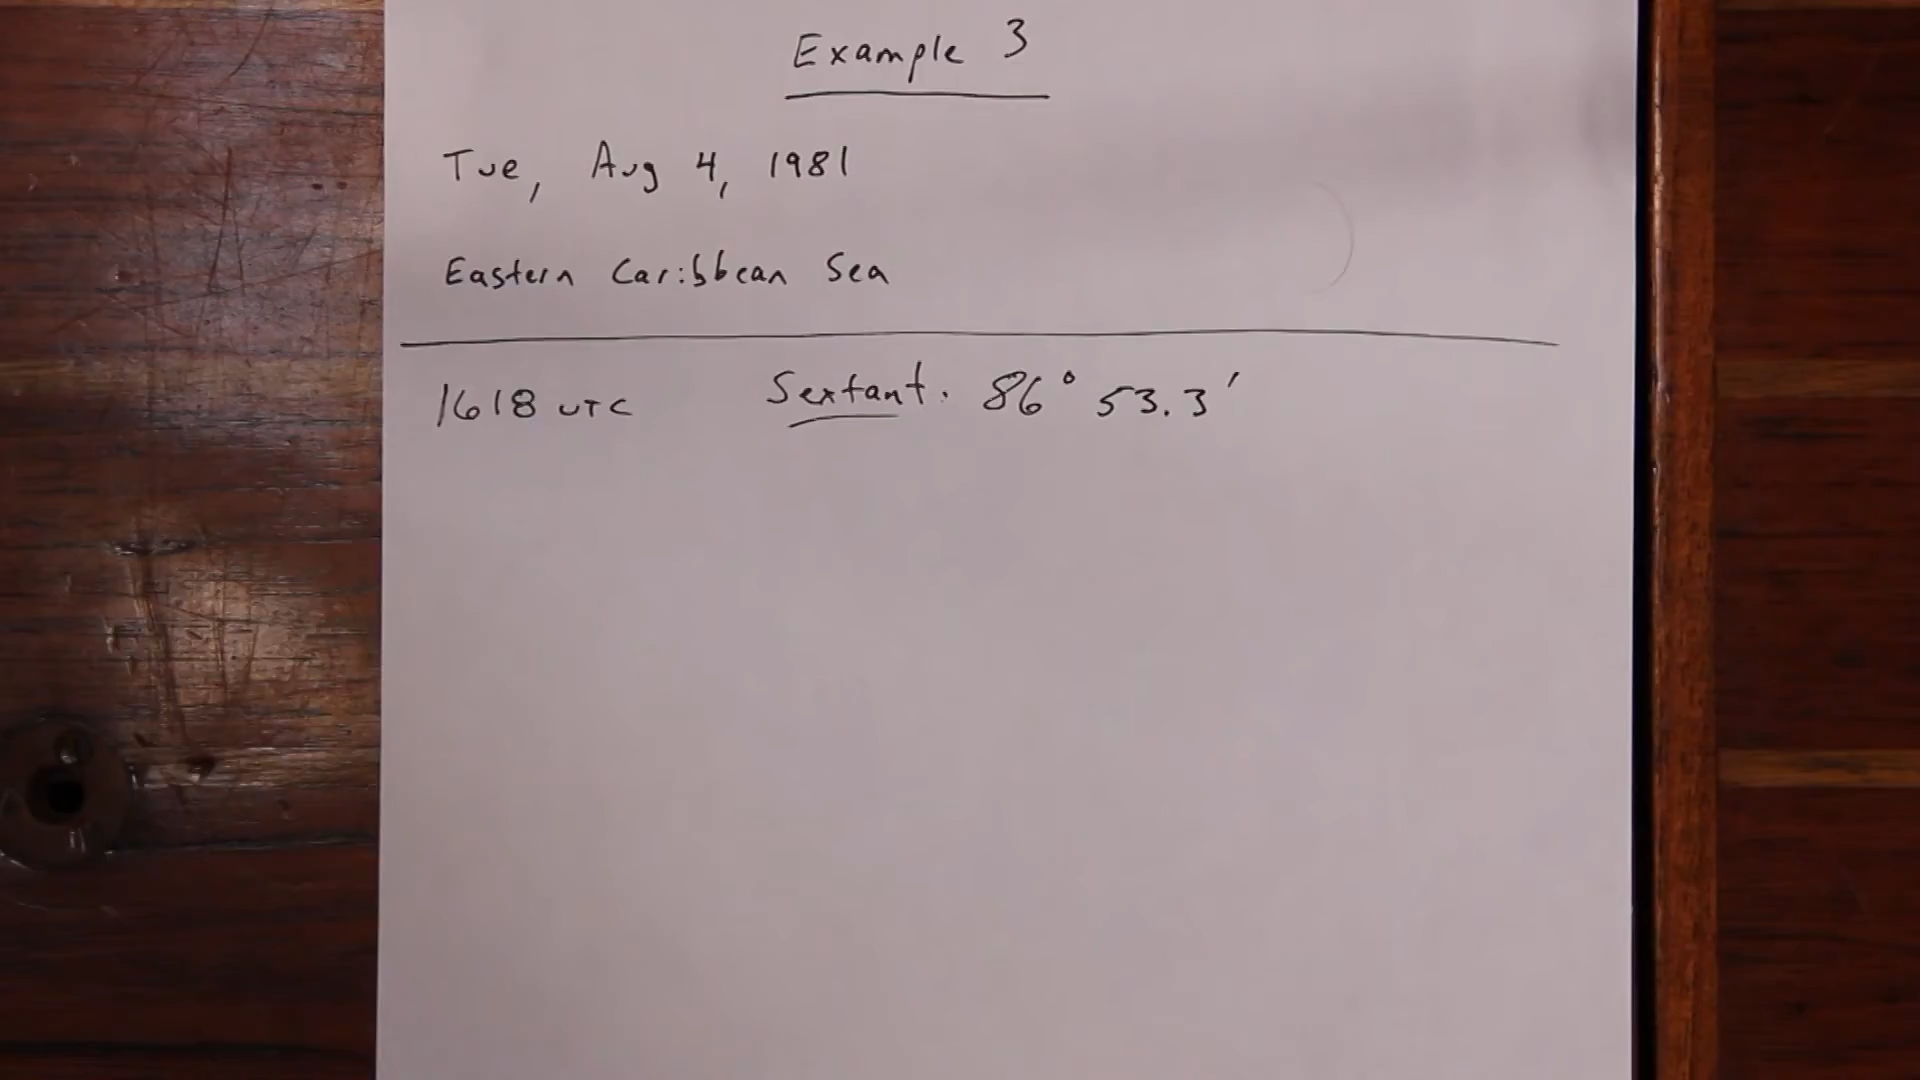 Example 3
Tue, Aug 4, 1981
Eastern Caribbean Sea
1618 UTC Sextant. 86° 53.3'